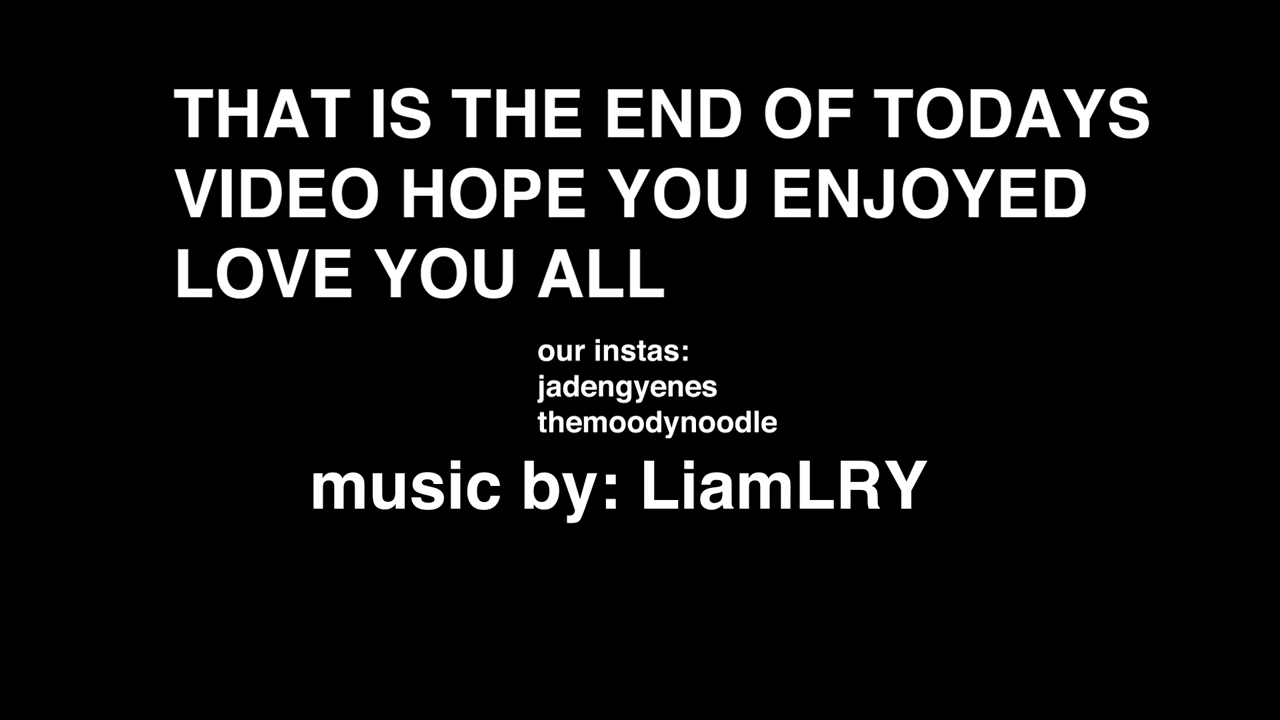 THAT IS THE END OF TODAYS
VIDEO HOPE YOU ENJOYED
LOVE YOU ALL
our instas:
jadengyenes
themoodynoodle
music by: LiamLRY